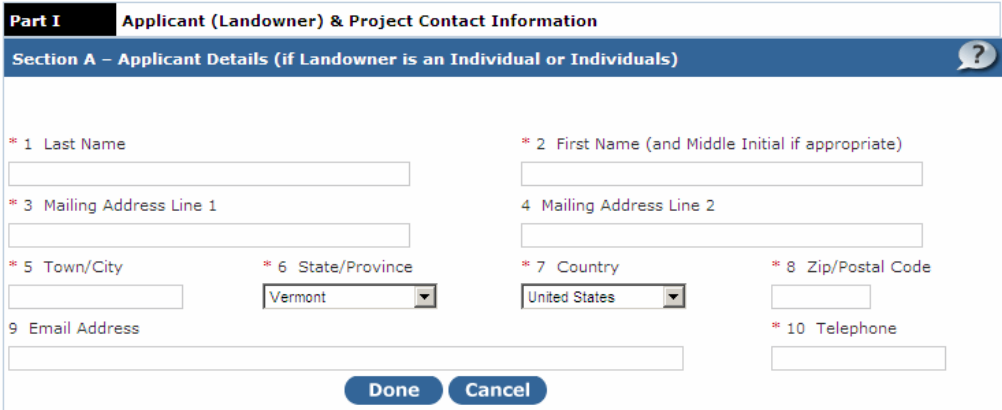 Part I Applicant (Landowner) & Project Contact Information
Section A – Applicant Details (if Landowner is an Individual or Individuals) ?
* 1 Last Name * 2 First Name (and Middle Initial if appropriate)
* 3 Mailing Address Line 1 4 Mailing Address Line 2
* 5 Town/City * 6 State/Province * 7 Country * 8 Zip/Postal Code
Vermont United States
9 Email Address * 10 Telephone
Done Cancel